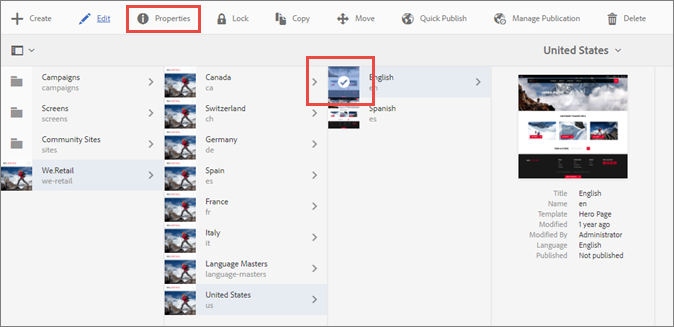 Create Edit Properties Lock Copy Move Quick Publish Manage Publication Delete
United States
Campaigns
campaigns
Screens
screens
Community Sites
sites
We.Retail
we-retail
Canada
ca
Switzerland
ch
Germany
de
Spain
es
France
fr
Italy
it
Language Masters
language-masters
United States
us
English
en
Spanish
es
Title English
Name en
Template Hero Page
Modified 1 year ago
Modified By Administrator
Language English
Published Not published